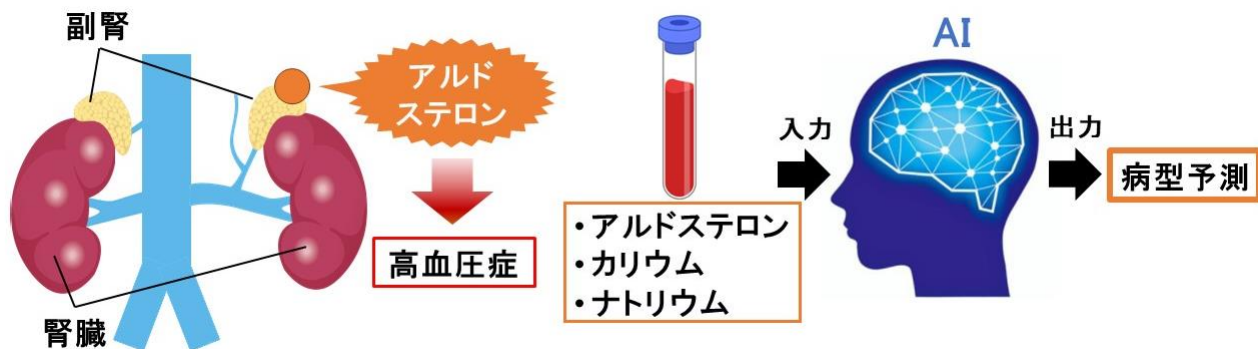 副腎
アルド
ステロン
高血圧症
腎臓
・アルドステロン
・カリウム
・ナトリウム
入力
AI
出力
病型予測